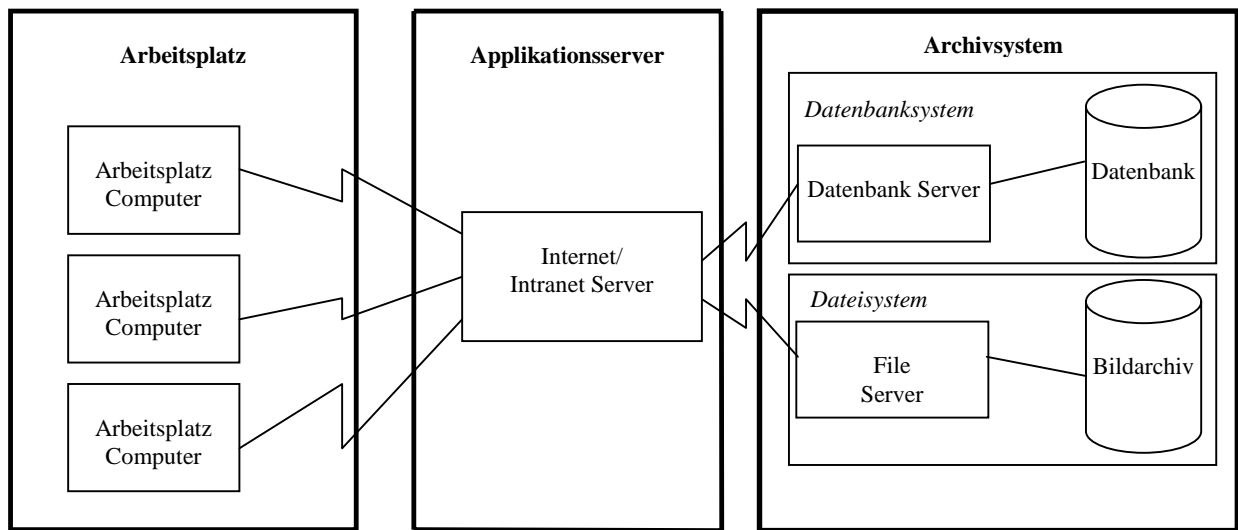 Arbeitsplatz
Arbeitsplatz
Computer
Arbeitsplatz
Computer
Arbeitsplatz
Computer
Applikationsserver
Internet/
Intranet Server
Archivsystem
Datenbanksystem
Datenbank Server
Datenbank
Dateisystem
File
Server
Bildarchiv